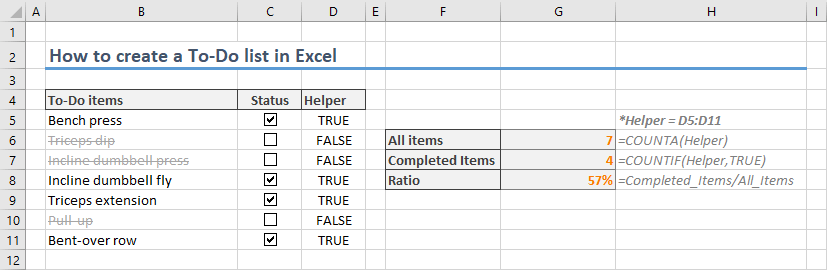 A B C D E F G H I
1
2 How to create a To-Do list in Excel
3
4 To-Do items Status Helper
5 Bench press TRUE *Helper = D5:D11
6 Triceps dip FALSE All items 7 =COUNTA(Helper)
7 Incline dumbbell press FALSE Completed Items 4 =COUNTIF(Helper,TRUE)
8 Incline dumbbell fly TRUE Ratio 57% =Completed_Items/All_Items
9 Triceps extension TRUE
10 Pull-up FALSE
11 Bent-over row TRUE
12